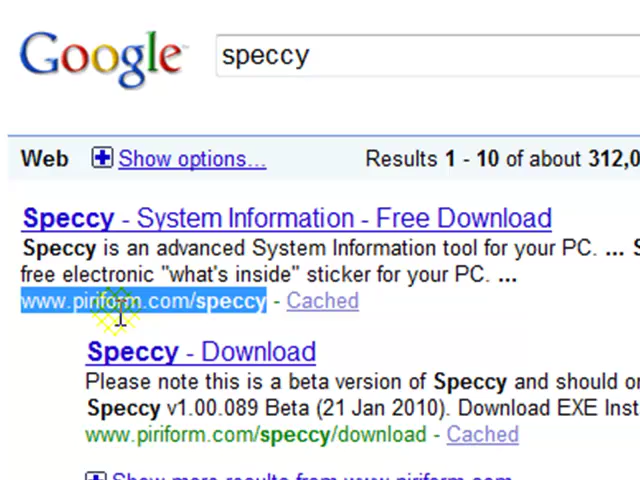 Google speccy
Web Show options... Results 1 - 10 of about 312,0
Speccy - System Information - Free Download
Speccy is an advanced System Information tool for your PC. ... S
free electronic "what's inside" sticker for your PC. ...
www.piriform.com/speccy - Cached
Speccy - Download
Please note this is a beta version of Speccy and should o
Speccy v1.00.089 Beta (21 Jan 2010). Download EXE Inst
www.piriform.com/speccy/download - Cached
Show more results from www.piriform.com